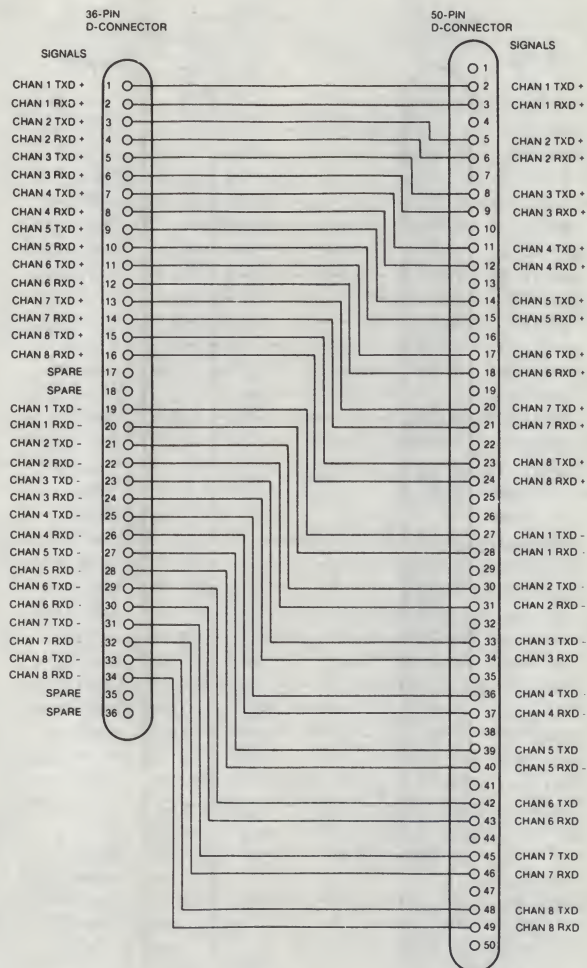 36-PIN
D-CONNECTOR
SIGNALS
CHAN 1 TXD + 1
CHAN 1 RXD + 2
CHAN 2 TXD + 3
CHAN 2 RXD + 4
CHAN 3 TXD + 5
CHAN 3 RXD + 6
CHAN 4 TXD + 7
CHAN 4 RXD + 8
CHAN 5 TXD + 9
CHAN 5 RXD + 10
CHAN 6 TXD + 11
CHAN 6 RXD + 12
CHAN 7 TXD + 13
CHAN 7 RXD + 14
CHAN 8 TXD + 15
CHAN 8 RXD + 16
SPARE 17
SPARE 18
CHAN 1 TXD - 19
CHAN 1 RXD - 20
CHAN 2 TXD - 21
CHAN 2 RXD - 22
CHAN 3 TXD - 23
CHAN 3 RXD - 24
CHAN 4 TXD - 25
CHAN 4 RXD - 26
CHAN 5 TXD - 27
CHAN 5 RXD - 28
CHAN 6 TXD - 29
CHAN 6 RXD - 30
CHAN 7 TXD - 31
CHAN 7 RXD - 32
CHAN 8 TXD - 33
CHAN 8 RXD - 34
SPARE 35
SPARE 36
50-PIN
D-CONNECTOR
SIGNALS
1
2 CHAN 1 TXD +
3 CHAN 1 RXD +
4
5 CHAN 2 TXD +
6 CHAN 2 RXD +
7
8 CHAN 3 TXD +
9 CHAN 3 RXD +
10
11 CHAN 4 TXD +
12 CHAN 4 RXD +
13
14 CHAN 5 TXD +
15 CHAN 5 RXD +
16
17 CHAN 6 TXD +
18 CHAN 6 RXD +
19
20 CHAN 7 TXD +
21 CHAN 7 RXD +
22
23 CHAN 8 TXD +
24 CHAN 8 RXD +
25
26
27 CHAN 1 TXD -
28 CHAN 1 RXD -
29
30 CHAN 2 TXD -
31 CHAN 2 RXD -
32
33 CHAN 3 TXD -
34 CHAN 3 RXD
35
36 CHAN 4 TXD -
37 CHAN 4 RXD -
38
39 CHAN 5 TXD
40 CHAN 5 RXD -
41
42 CHAN 6 TXD
43 CHAN 6 RXD
44
45 CHAN 7 TXD
46 CHAN 7 RXD
47
48 CHAN 8 TXD
49 CHAN 8 RXD
50